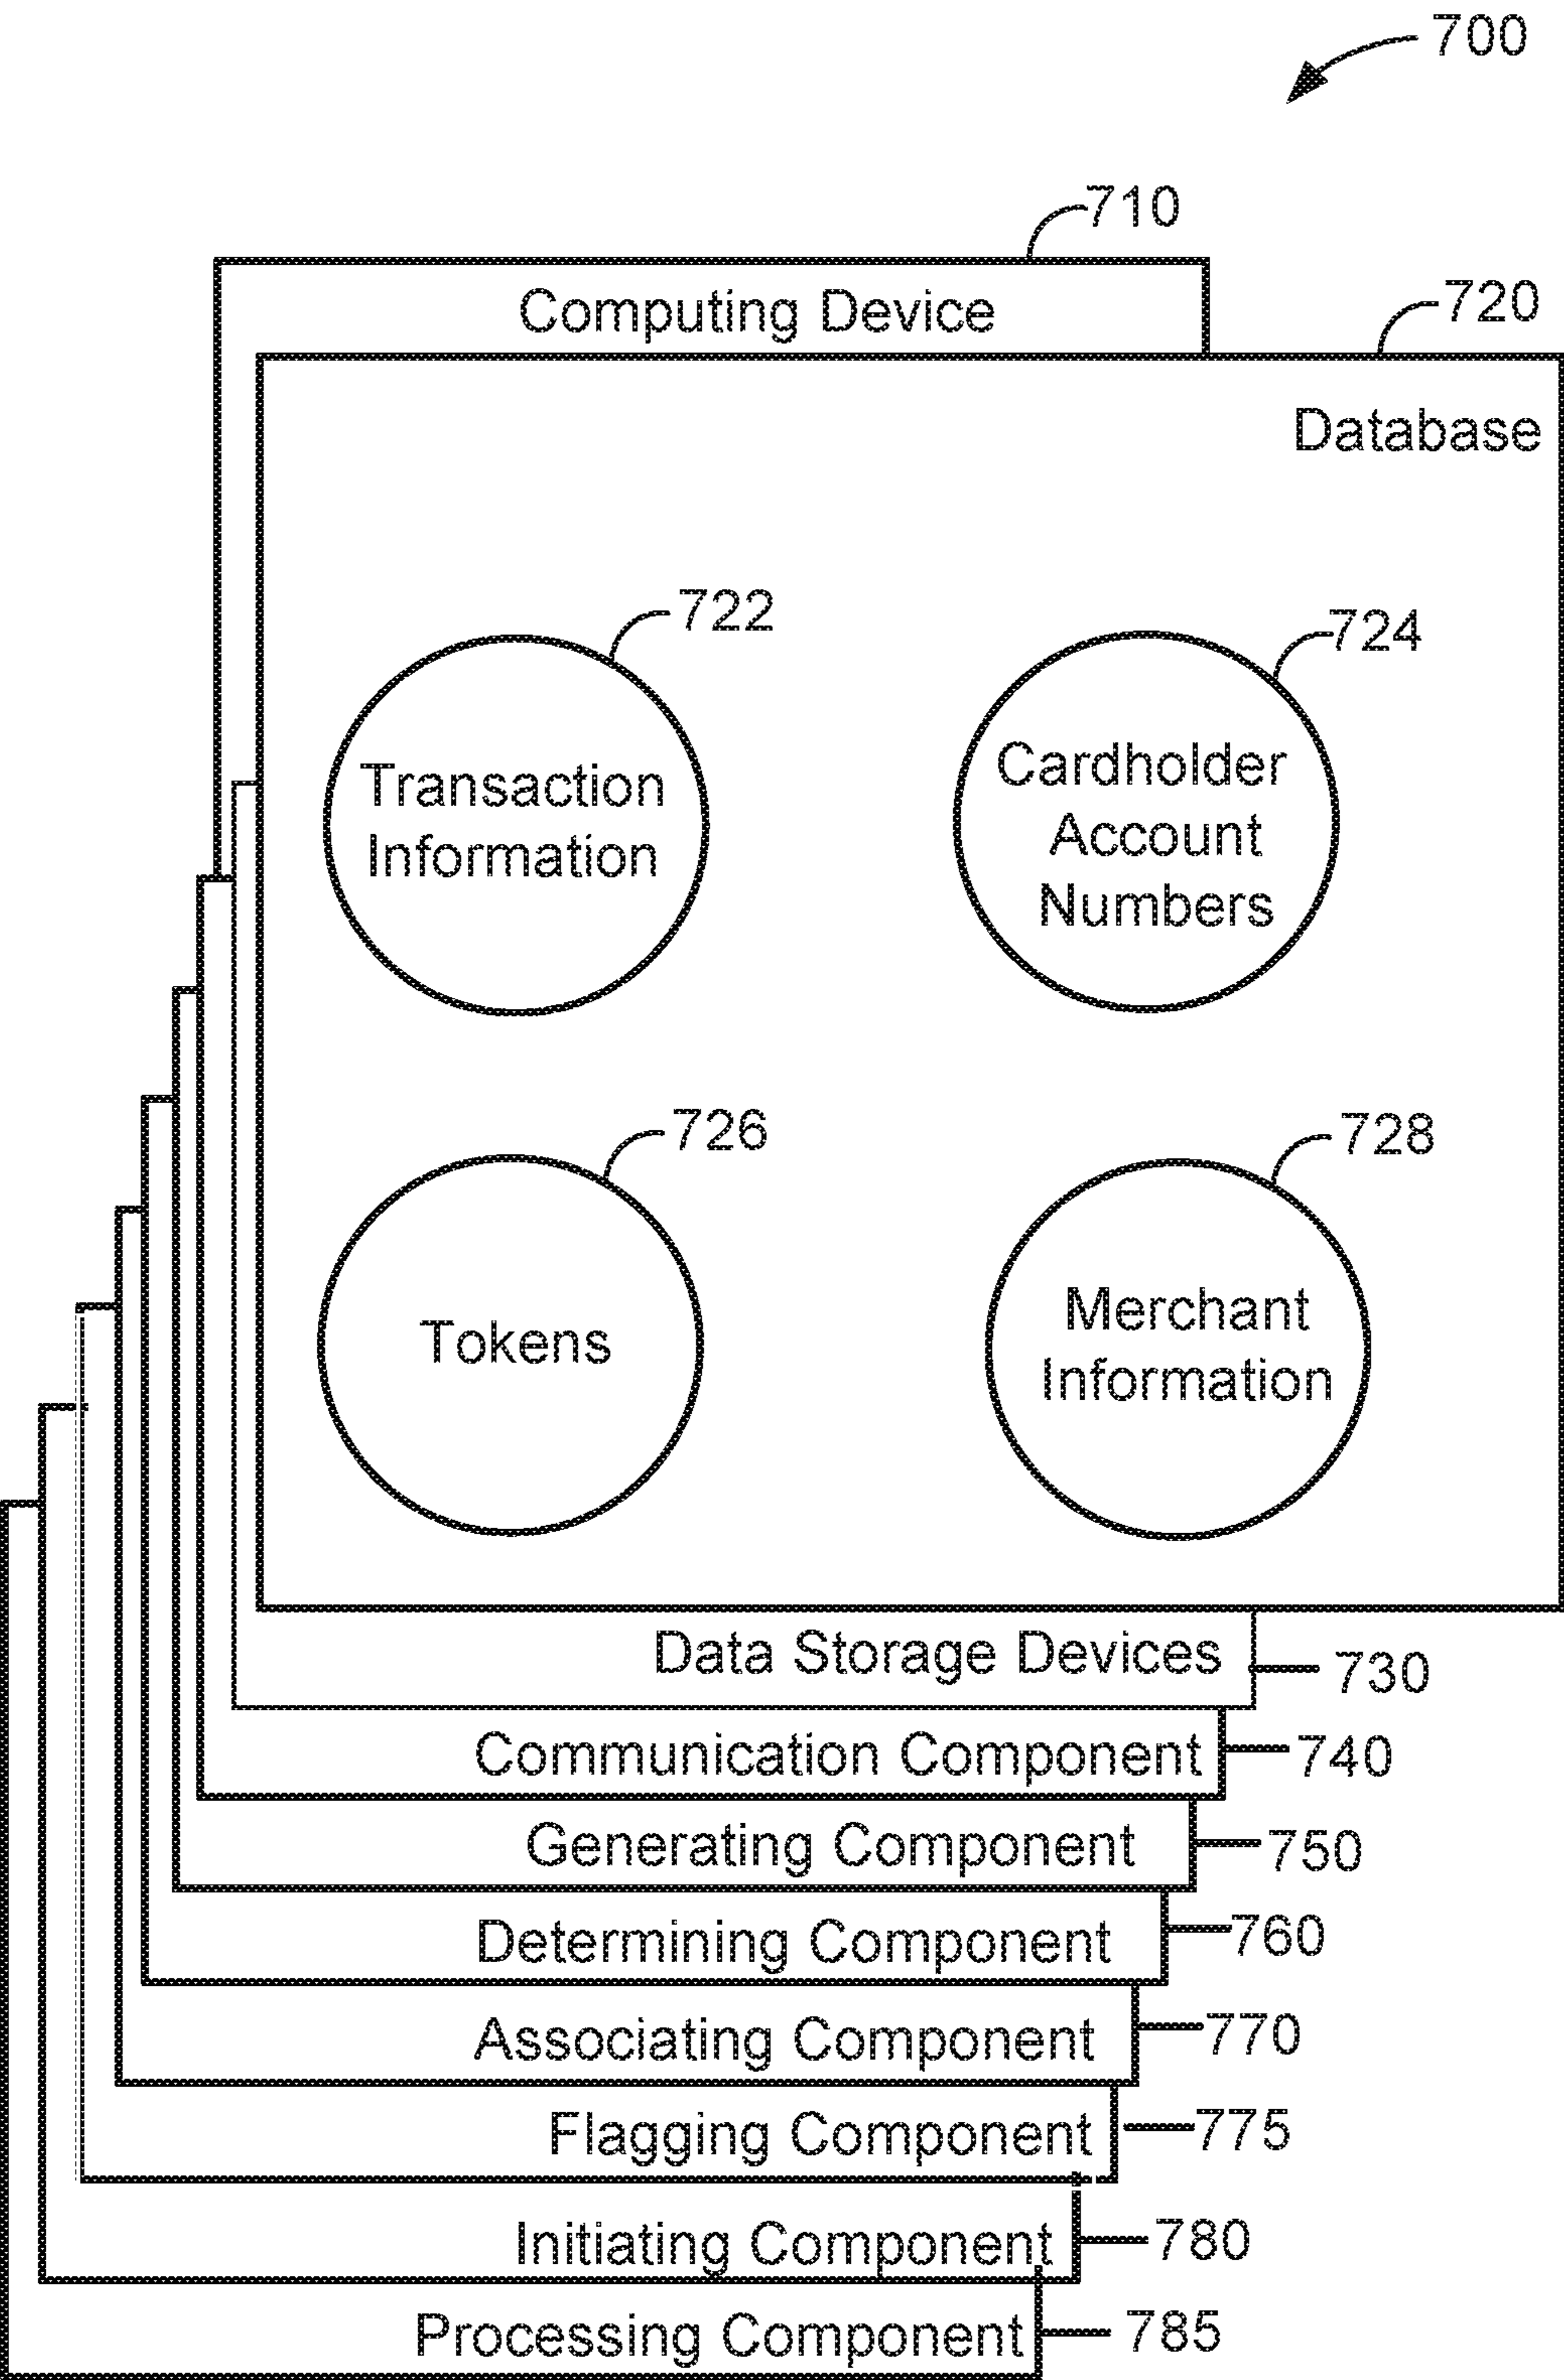 700
710
Computing Device
720
Database
722
724
Transaction
Information
Cardholder
Account
Numbers
726
728
Tokens
Merchant
Information
Data Storage Devices
730
Communication Component
740
Generating Component
750
Determining Component
760
Associating Component
770
Flagging Component
775
Initiating Component
780
Processing Component
785